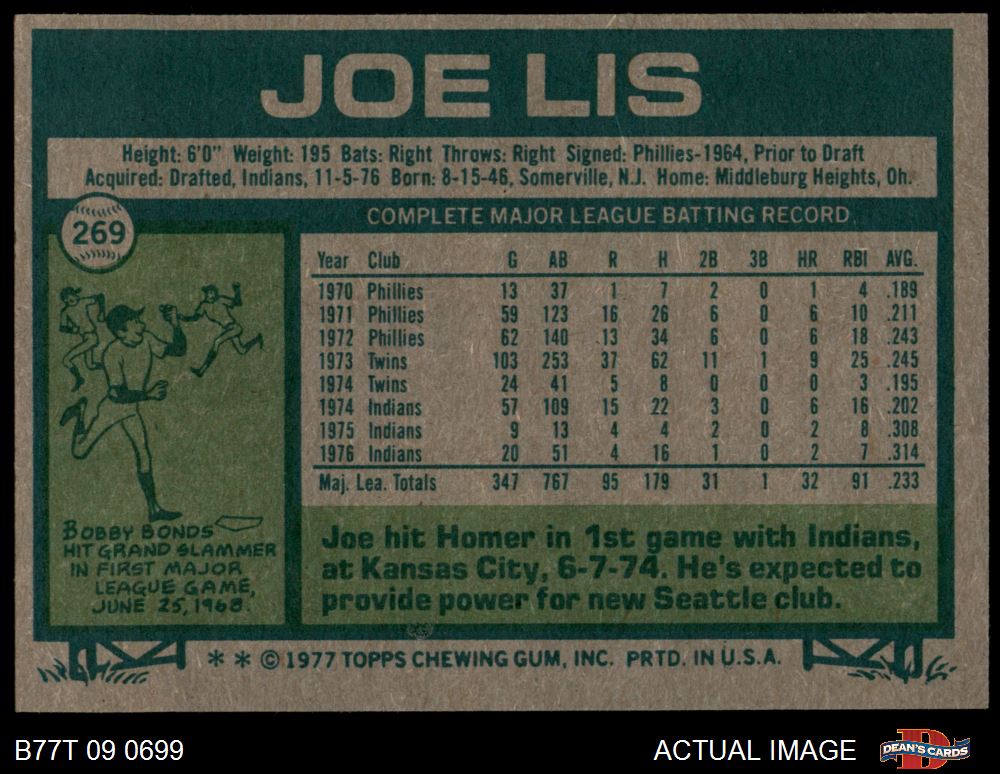 JOE LIS
Height: 6'0" Weight: 195 Bats: Right Throws: Right Signed: Phillies-1964, Prior to Draft
Acquired: Drafted, Indians, 11-5-76 Born: 8-15-46, Somerville, N.J. Home: Middleburg Heights, Oh.
269
COMPLETE MAJOR LEAGUE BATTING RECORD
Year Club G AB R H 2B 3B HR RBI AVG.
1970 Phillies 13 37 1 7 2 0 1 4 .189
1971 Phillies 59 123 16 26 6 0 6 10 .211
1972 Phillies 62 140 13 34 6 0 6 18 .243
1973 Twins 103 253 37 62 11 1 9 25 .245
1974 Twins 24 41 5 8 0 0 0 3 .195
1974 Indians 57 109 15 22 3 0 6 16 .202
1975 Indians 9 13 4 4 2 0 2 8 .308
1976 Indians 20 51 4 16 1 0 2 7 .314
Maj. Lea. Totals 347 767 95 179 31 1 32 91 .233
BOBBY BONDS
HIT GRAND SLAMMER
IN FIRST MAJOR
LEAGUE GAME,
JUNE 25, 1968.
Joe hit Homer in 1st game with Indians,
at Kansas City, 6-7-74. He's expected to
provide power for new Seattle club.
* * © 1977 TOPPS CHEWING GUM, INC. PRTD. IN U.S.A.
B77T 09 0699
ACTUAL IMAGE
DEAN'S CARDS